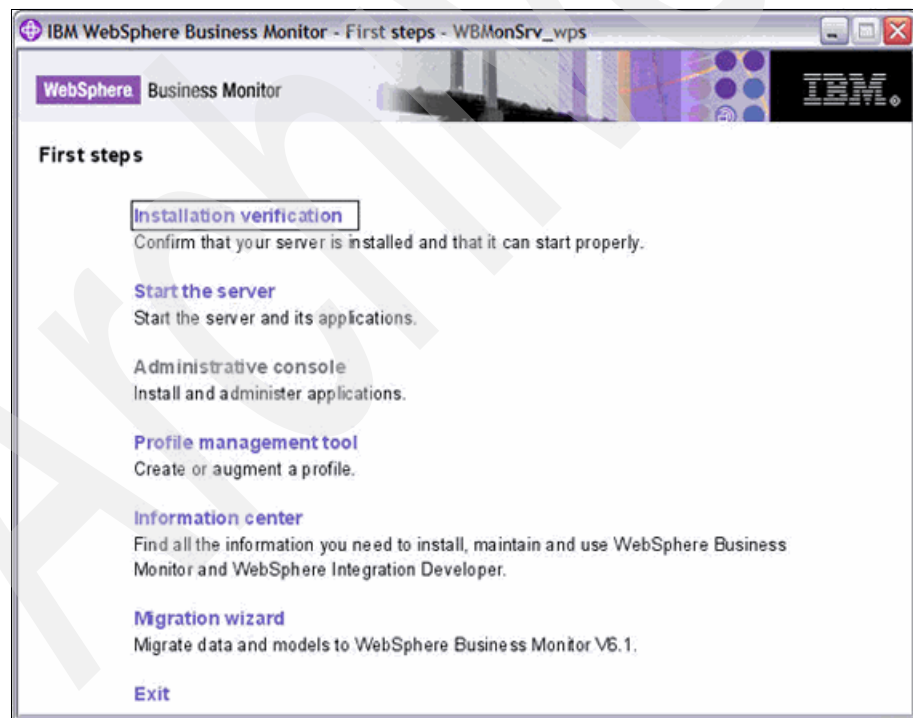 IBM WebSphere Business Monitor - First steps - WBMonSrv_wps
WebSphere Business Monitor
IBM
First steps
Installation verification
Confirm that your server is installed and that it can start properly.
Start the server
Start the server and its applications.
Administrative console
Install and administer applications.
Profile management tool
Create or augment a profile.
Information center
Find all the information you need to install, maintain and use WebSphere Business
Monitor and WebSphere Integration Developer.
Migration wizard
Migrate data and models to WebSphere Business Monitor V6.1.
Exit